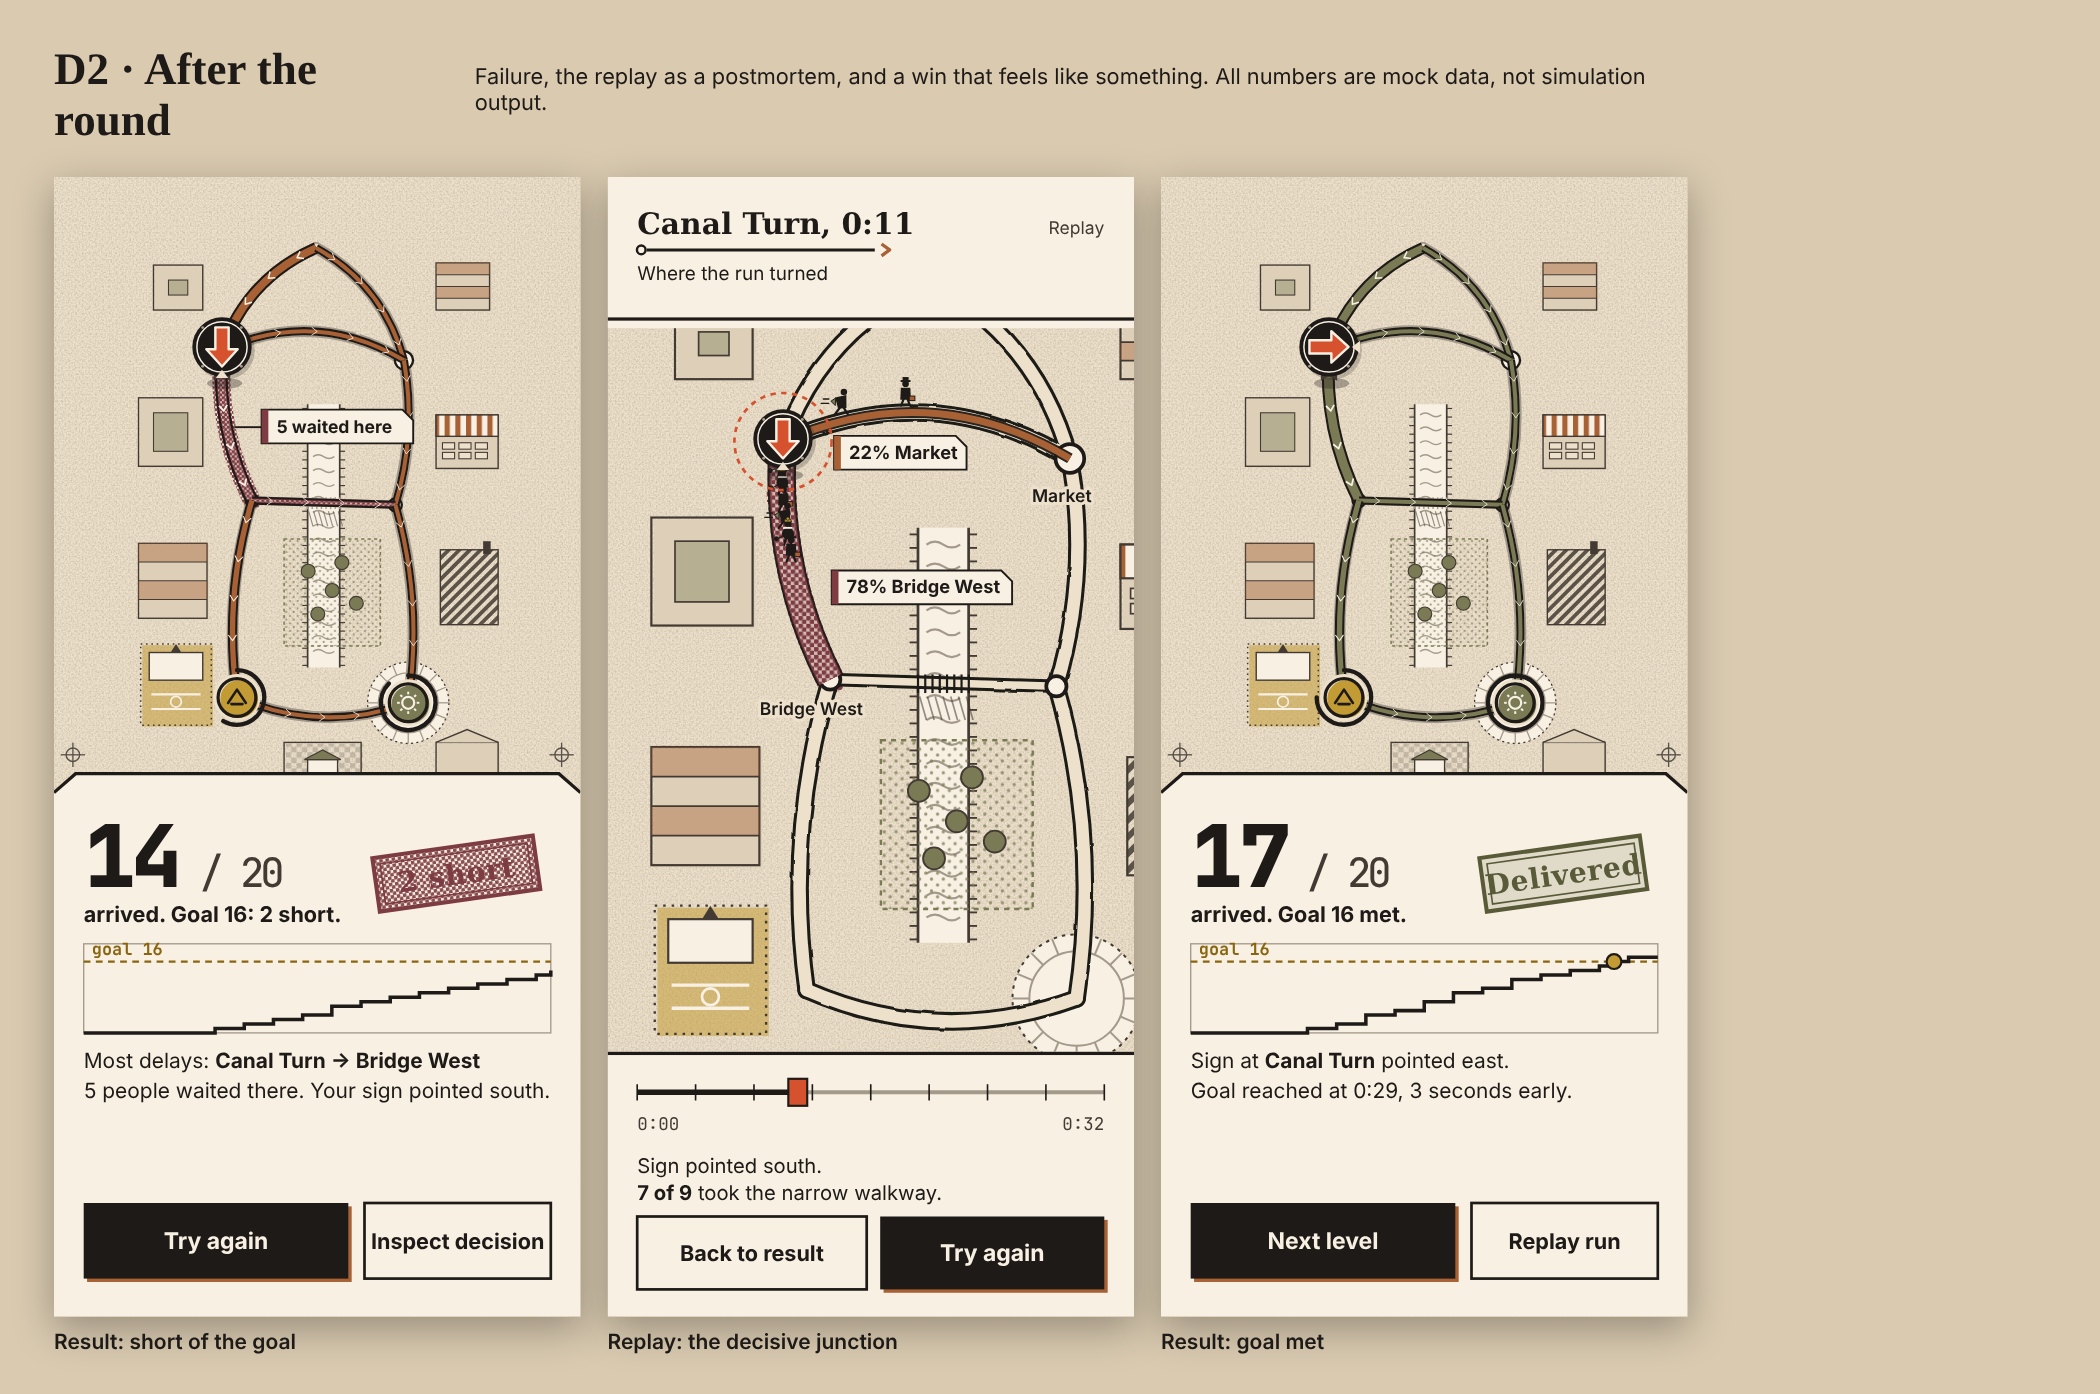 D2 · After the
round
Failure, the replay as a postmortem, and a win that feels like something. All numbers are mock data, not simulation
output.
5 waited here
14 / 20
2 short
arrived. Goal 16: 2 short.
goal 16
Most delays: Canal Turn → Bridge West
5 people waited there. Your sign pointed south.
Try again
Inspect decision
Result: short of the goal
Canal Turn, 0:11
Replay
Where the run turned
22% Market
Market
78% Bridge West
Bridge West
0:00
0:32
Sign pointed south.
7 of 9 took the narrow walkway.
Back to result
Try again
Replay: the decisive junction
17 / 20
Delivered
arrived. Goal 16 met.
goal 16
Sign at Canal Turn pointed east.
Goal reached at 0:29, 3 seconds early.
Next level
Replay run
Result: goal met